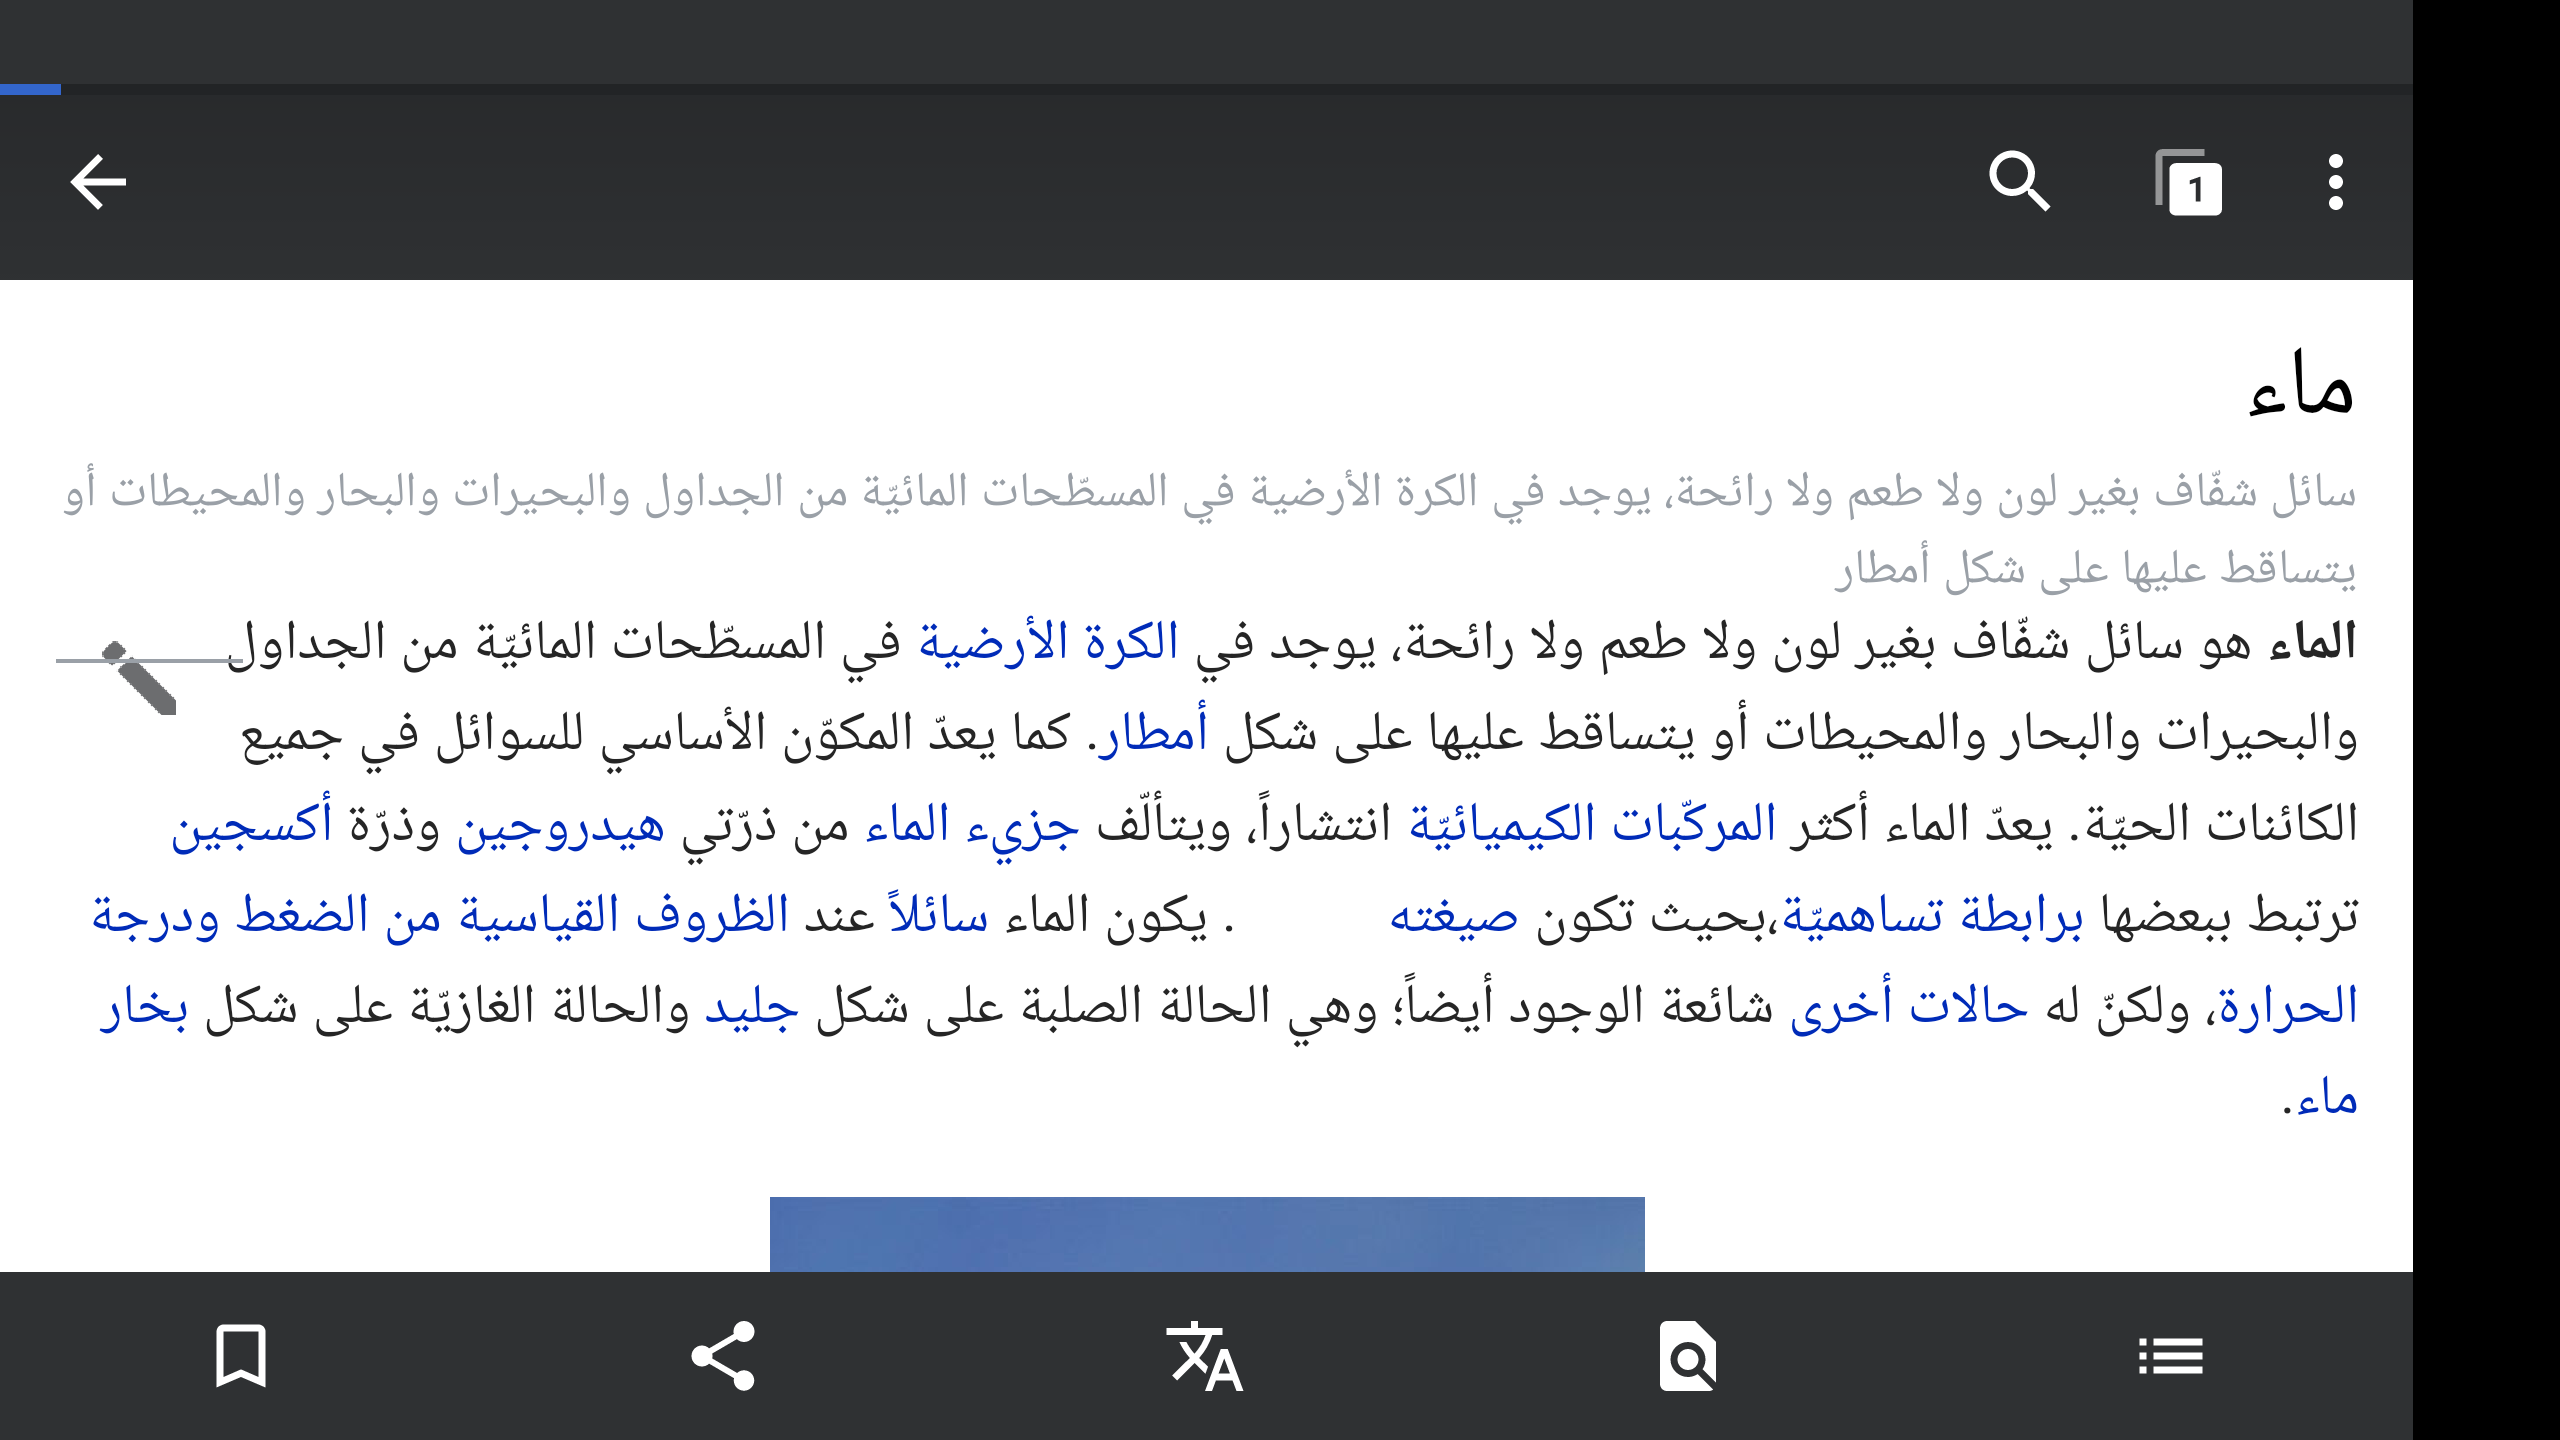 1
ماء
سائل شفّاف بغير لون ولا طعم ولا رائحة، يوجد في الكرة الأرضية في المسطّحات المائيّة من الجداول والبحيرات والبحار والمحيطات أو
يتساقط عليها على شكل أمطار
الماء هو سائل شفّاف بغير لون ولا طعم ولا رائحة، يوجد في الكرة الأرضية في المسطّحات المائيّة من الجداول
والبحيرات والبحار والمحيطات أو يتساقط عليها على شكل أمطار. كما يعدّ المكوّن الأساسي للسوائل في جميع
الكائنات الحيّة. يعدّ الماء أكثر المركّبات الكيميائيّة انتشاراً، ويتألّف جزيء الماء من ذرّتي هيدروجين وذرّة أكسجين
ترتبط ببعضها برابطة تساهميّة،بحيث تكون صيغته . يكون الماء سائلاً عند الظروف القياسية من الضغط ودرجة
الحرارة، ولكنّ له حالات أخرى شائعة الوجود أيضاً؛ وهي الحالة الصلبة على شكل جليد والحالة الغازيّة على شكل بخار
ماء.